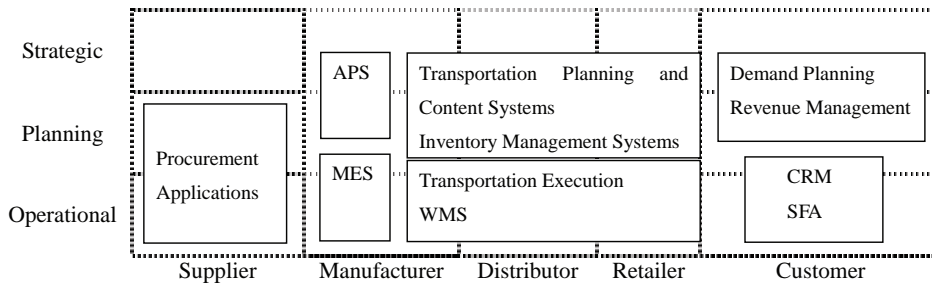 Strategic
Planning
Operational
Procurement
Applications
APS
MES
Transportation Planning and
Content Systems
Inventory Management Systems
Transportation Execution
WMS
Demand Planning
Revenue Management
CRM
SFA
Supplier
Manufacturer
Distributor
Retailer
Customer